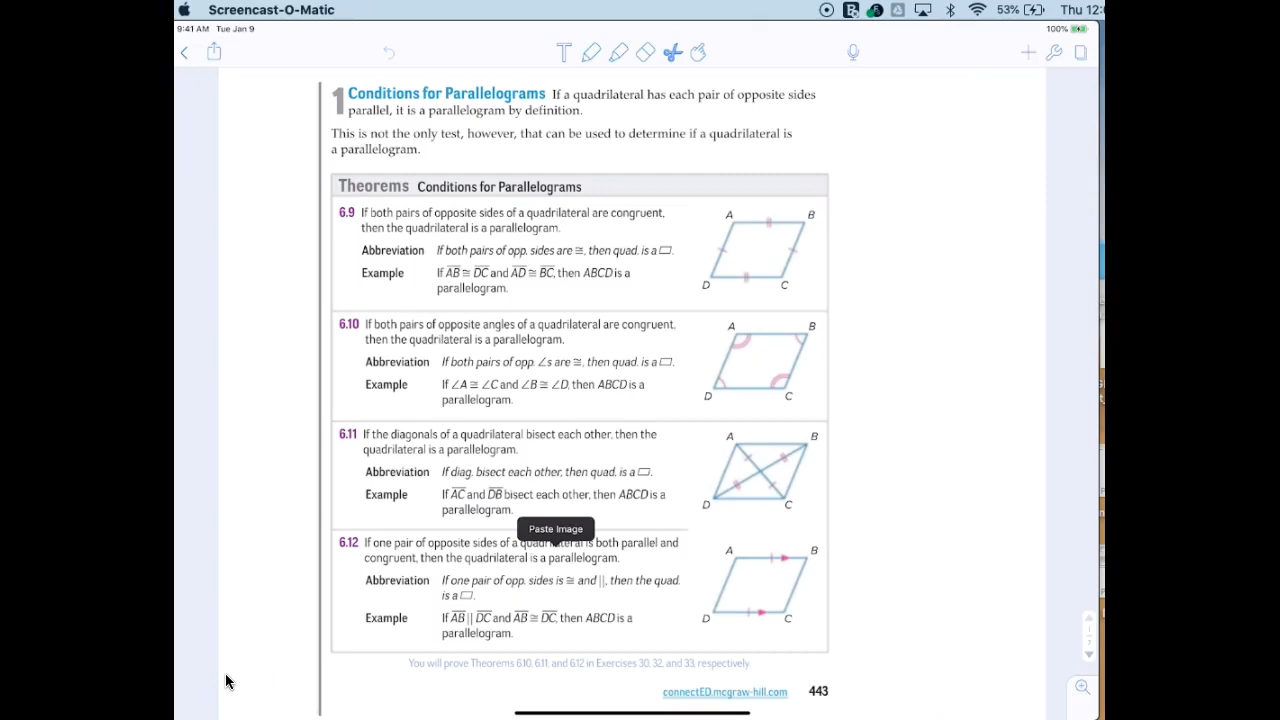 Screencast-O-Matic
53%
Thu 12:
9:41 AM Tue Jan 9
100%
1 Conditions for Parallelograms If a quadrilateral has each pair of opposite sides
parallel, it is a parallelogram by definition.
This is not the only test, however, that can be used to determine if a quadrilateral is
a parallelogram.
Theorems Conditions for Parallelograms
6.9 If both pairs of opposite sides of a quadrilateral are congruent,
then the quadrilateral is a parallelogram.
Abbreviation If both pairs of opp. sides are ≅, then quad. is a ▱.
Example If A̅B̅ ≅ D̅C̅ and A̅D̅ ≅ B̅C̅, then ABCD is a
parallelogram.
A B
D C
6.10 If both pairs of opposite angles of a quadrilateral are congruent,
then the quadrilateral is a parallelogram.
Abbreviation If both pairs of opp. ∠s are ≅, then quad. is a ▱.
Example If ∠A ≅ ∠C and ∠B ≅ ∠D, then ABCD is a
parallelogram.
A B
D C
6.11 If the diagonals of a quadrilateral bisect each other, then the
quadrilateral is a parallelogram.
Abbreviation If diag. bisect each other, then quad. is a ▱.
Example If A̅C̅ and D̅B̅ bisect each other, then ABCD is a
parallelogram.
A B
D C
Paste Image
6.12 If one pair of opposite sides of a quadrilateral is both parallel and
congruent, then the quadrilateral is a parallelogram.
Abbreviation If one pair of opp. sides is ≅ and ||, then the quad.
is a ▱.
Example If A̅B̅ || D̅C̅ and A̅B̅ ≅ D̅C̅, then ABCD is a
parallelogram.
A B
D C
You will prove Theorems 6.10, 6.11, and 6.12 in Exercises 30, 32, and 33, respectively.
connectED.mcgraw-hill.com 443